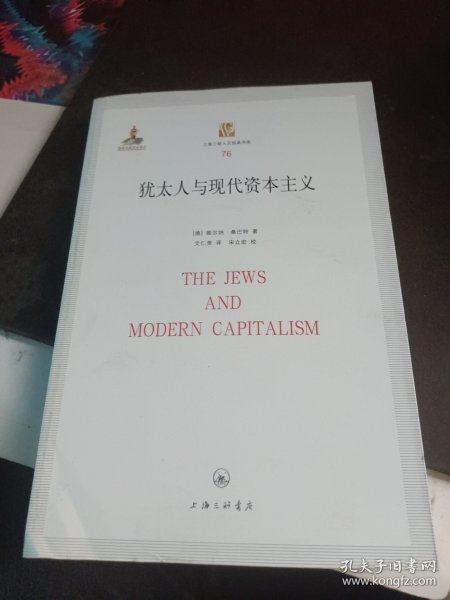 上海三联人文经典书库
76
犹太人与现代资本主义
[德] 维尔纳·桑巴特 著
艾仁贵 译 宋立宏 校
THE JEWS
AND
MODERN CAPITALISM
上海三联书店
孔夫子旧书网
www.kongfz.com